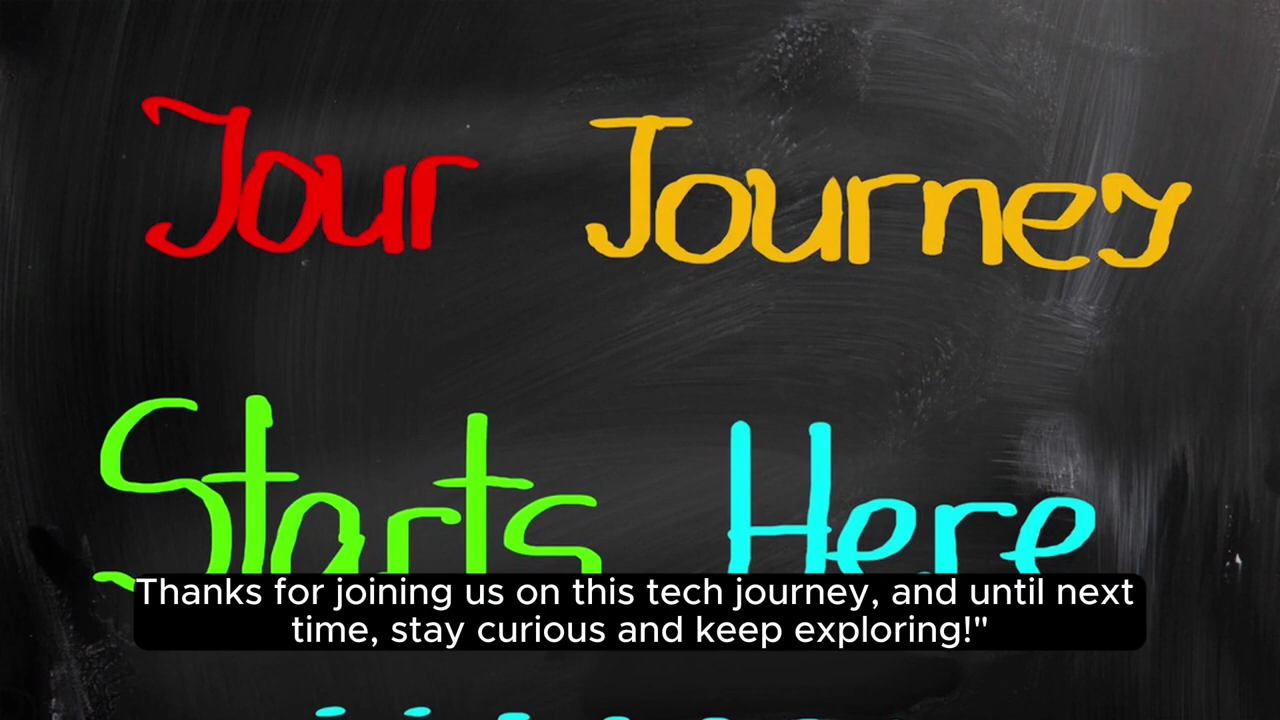 Your Journey
Starts Here
Thanks for joining us on this tech journey, and until next
time, stay curious and keep exploring!"